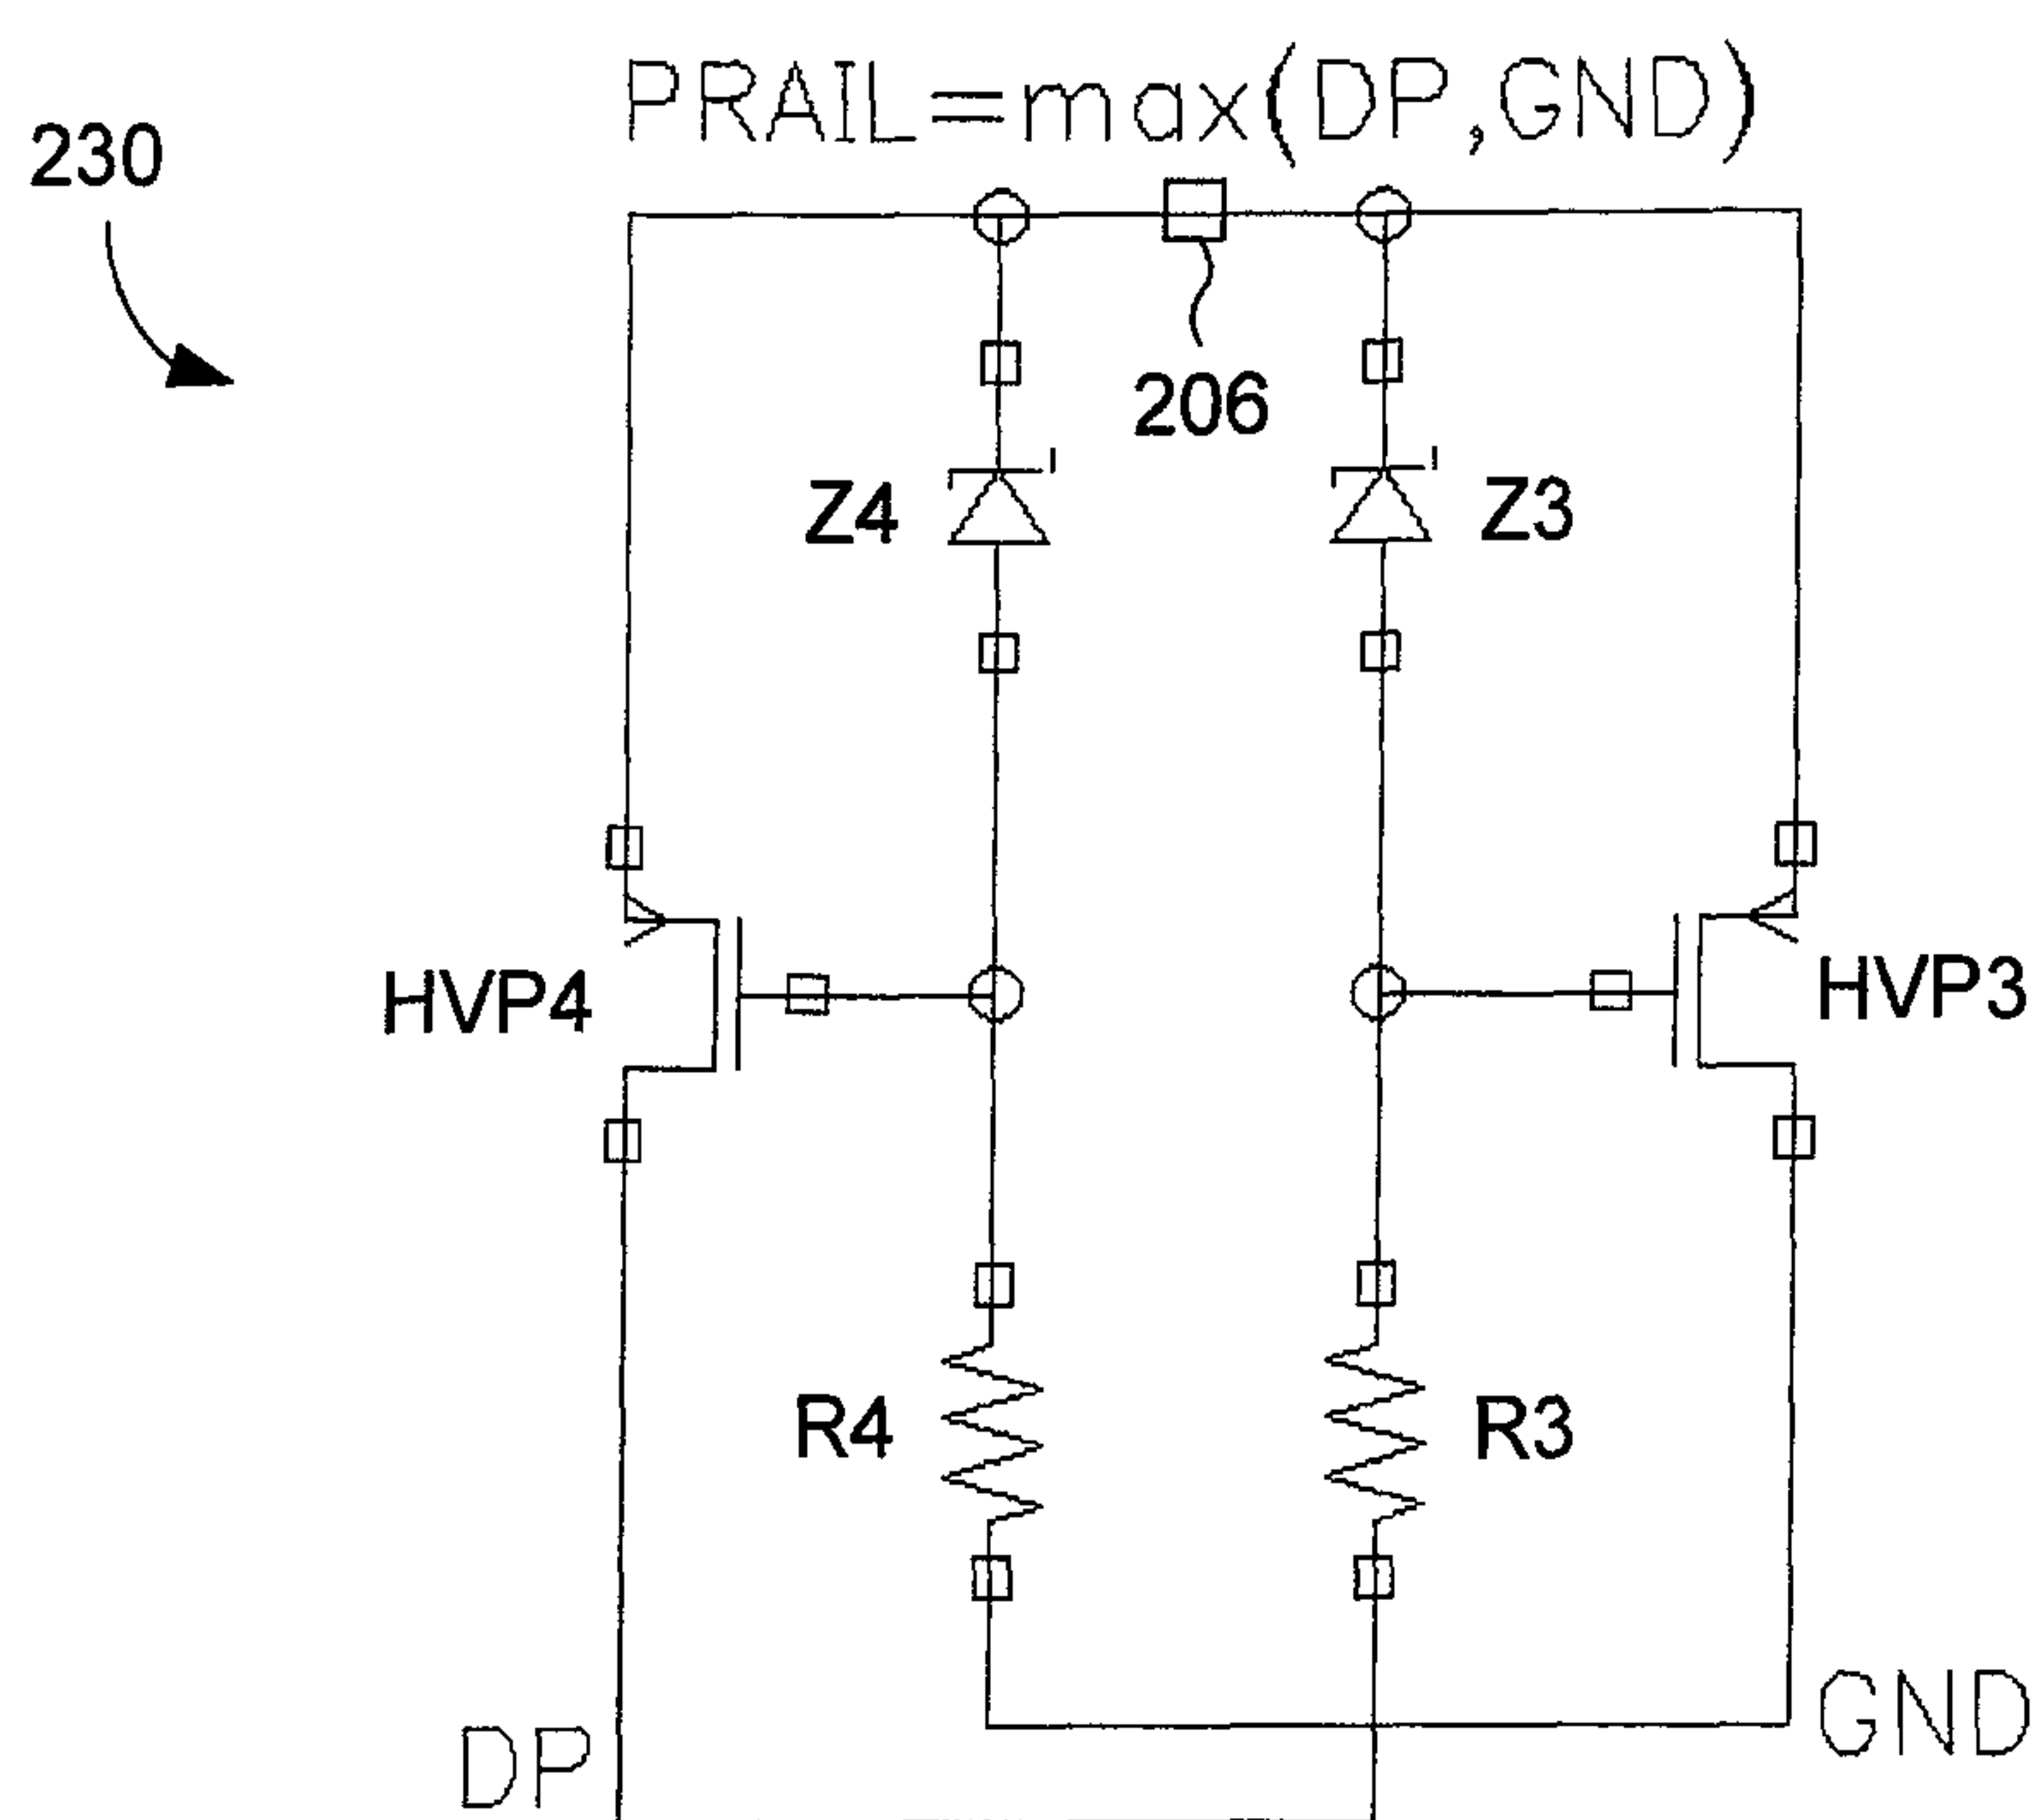 PRAIL=max(DP,GND)
230
206
Z4
Z3
HVP4
HVP3
R4
R3
GND
DP